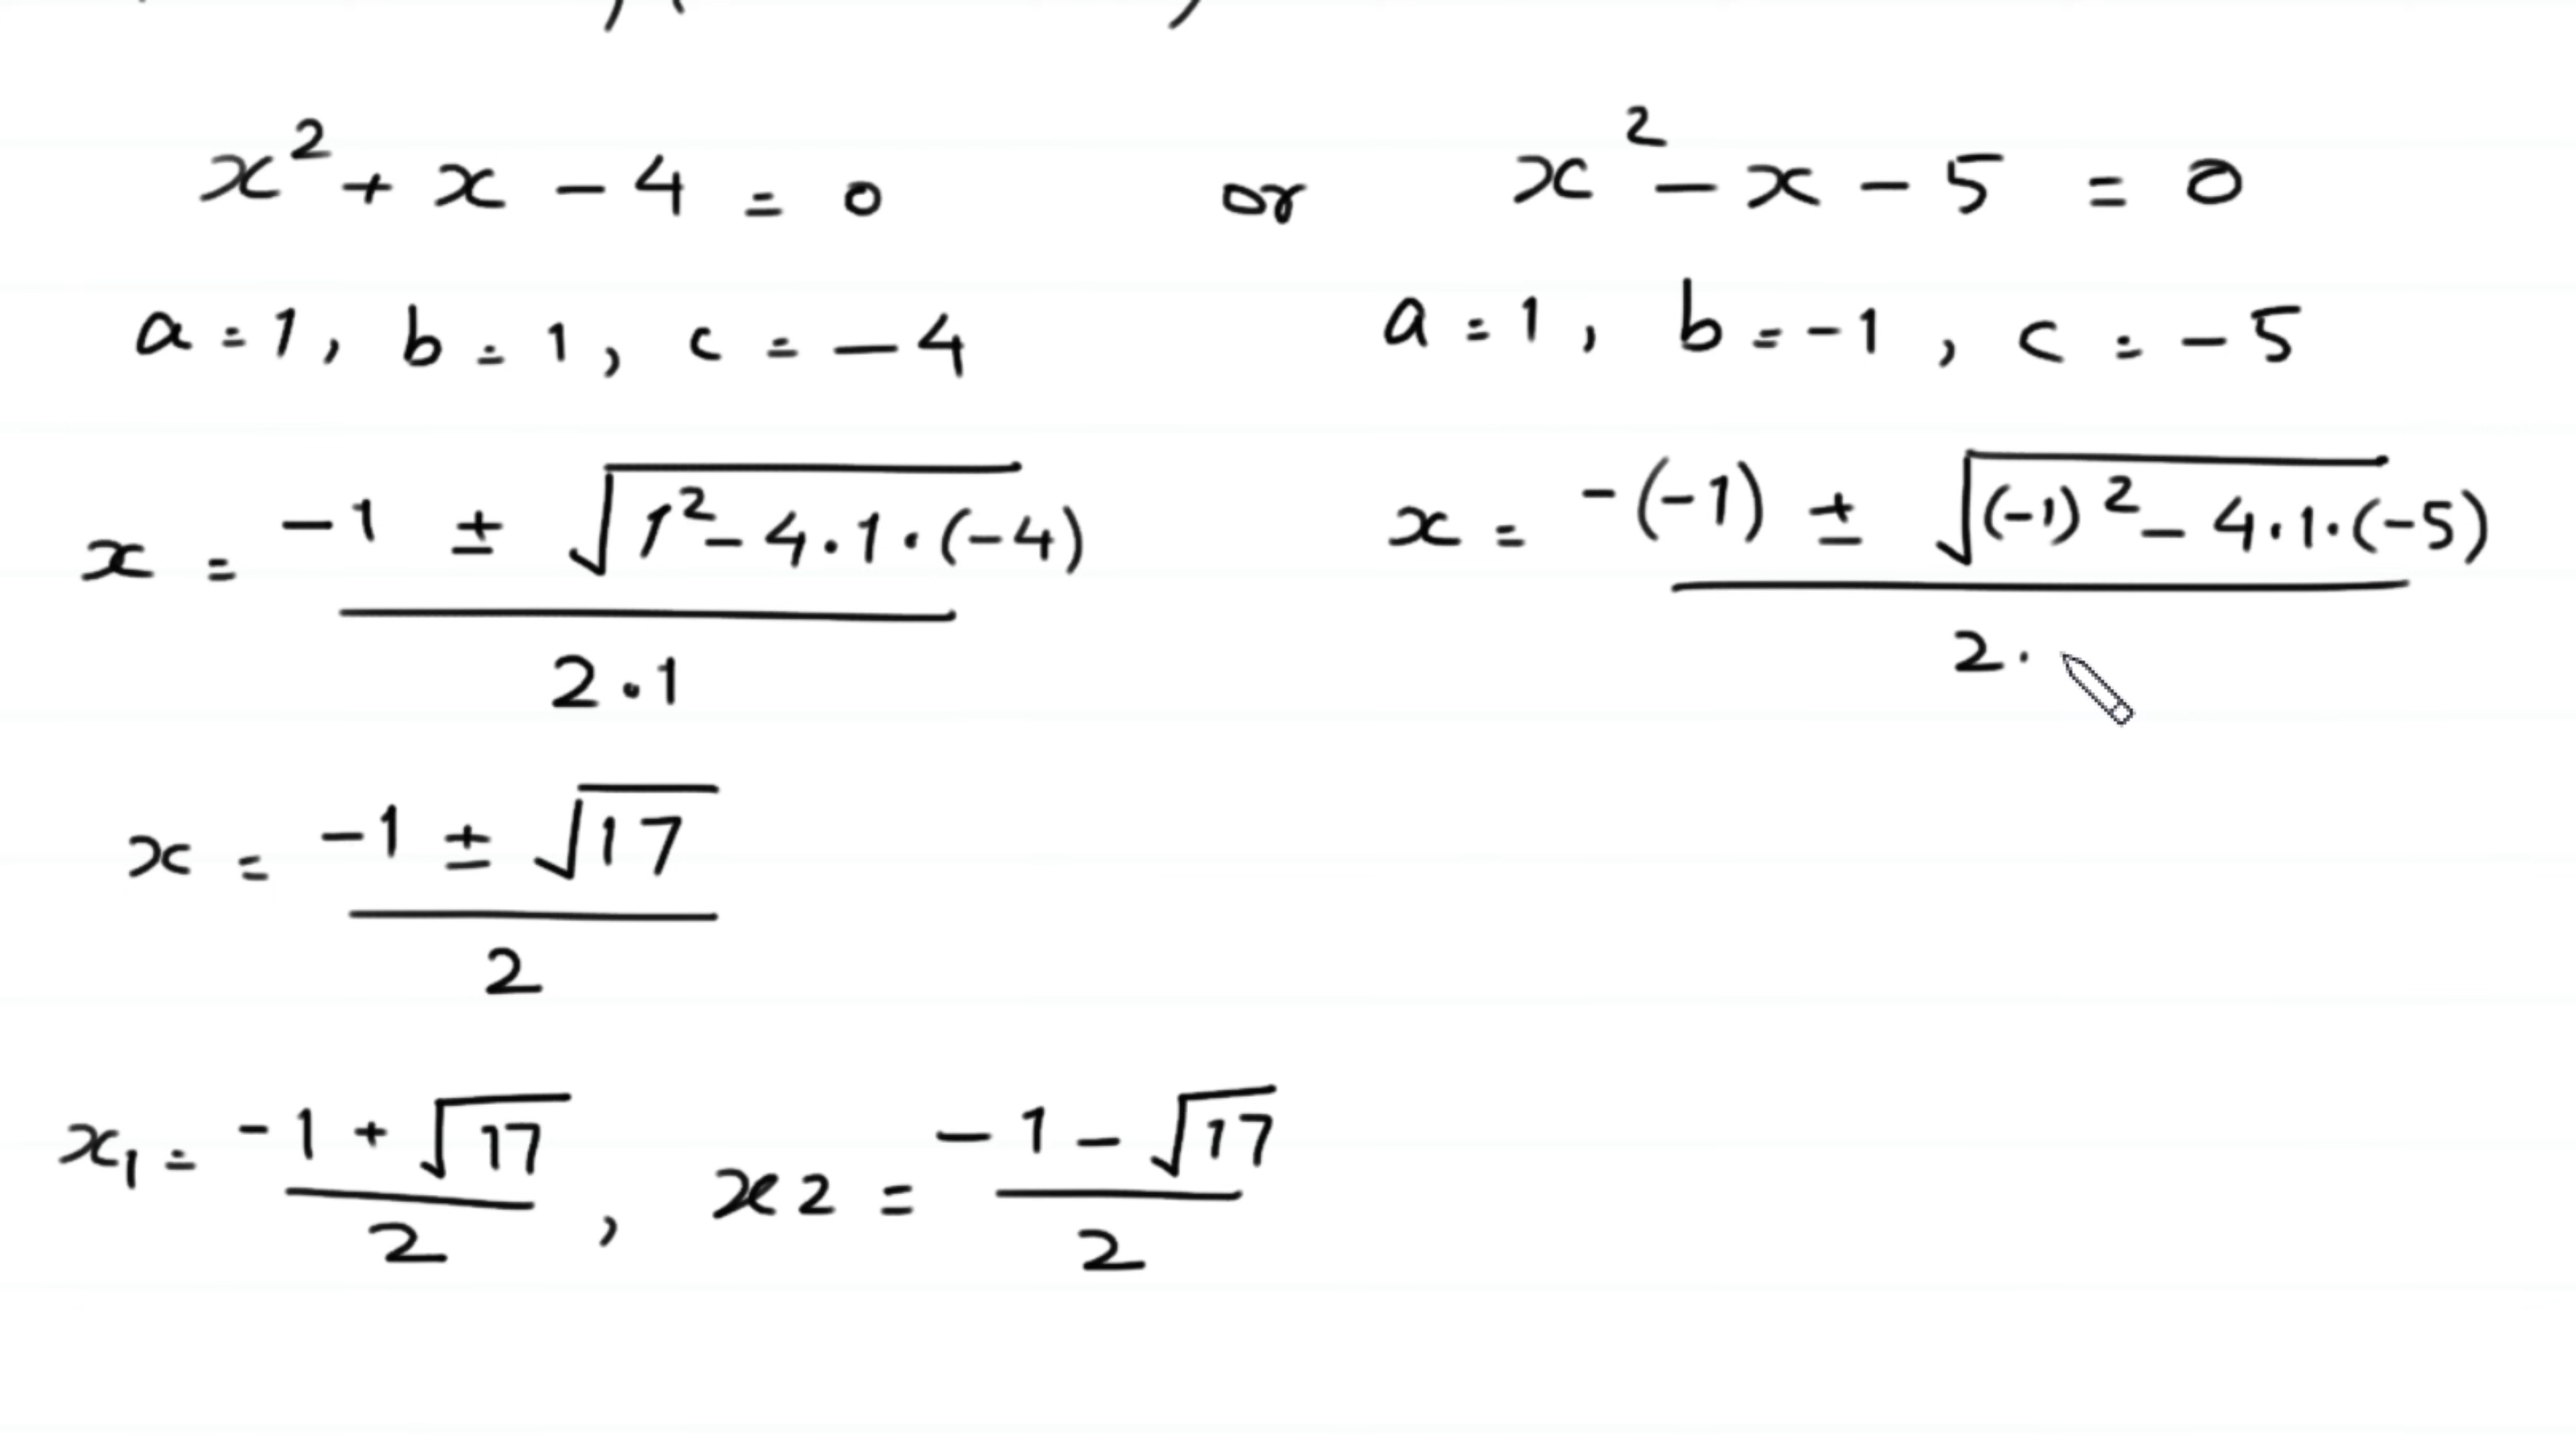 x² + x - 4 = 0 or x² - x - 5 = 0
a = 1, b = 1, c = -4 a = 1, b = -1, c = -5
x = (-1 ± √(1² - 4·1·(-4)))/(2·1) x = (-(-1) ± √((-1)² - 4·1·(-5)))/(2·
x = (-1 ± √17)/2
x₁ = (-1 + √17)/2, x2 = (-1 - √17)/2